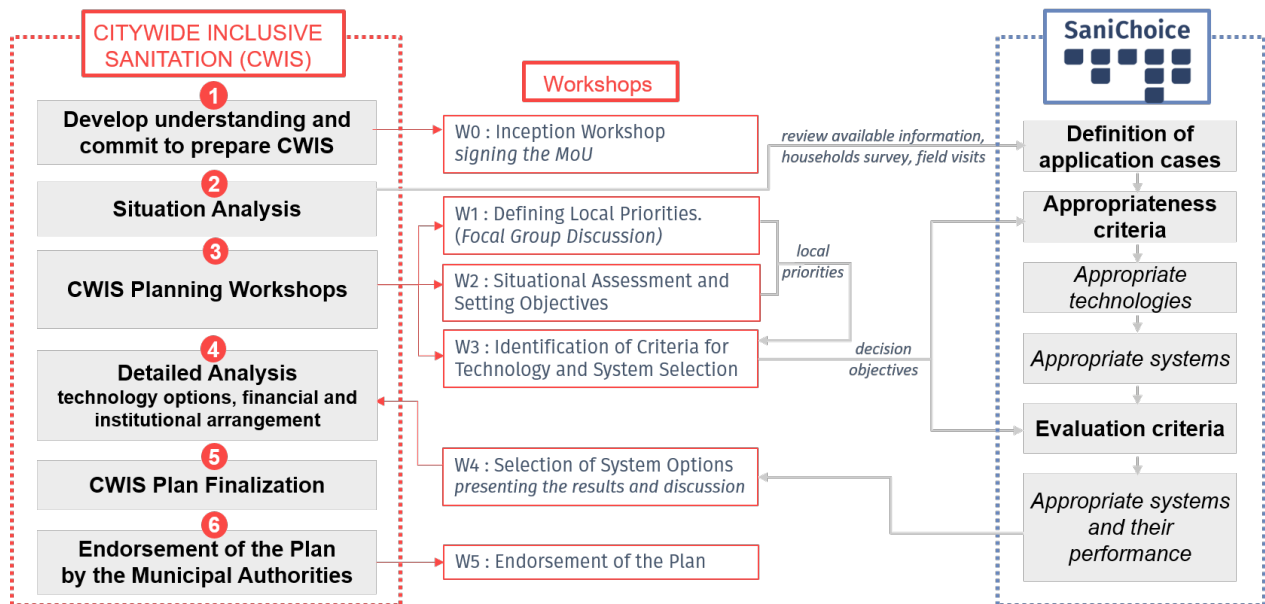 CITYWIDE INCLUSIVE
SANITATION (CWIS)
1
Develop understanding and
commit to prepare CWIS
2
Situation Analysis
3
CWIS Planning Workshops
4
Detailed Analysis
technology options, financial and
institutional arrangement
5
CWIS Plan Finalization
6
Endorsement of the Plan
by the Municipal Authorities
Workshops
W0 : Inception Workshop
signing the MoU
W1 : Defining Local Priorities.
(Focal Group Discussion)
W2 : Situational Assessment and
Setting Objectives
W3 : Identification of Criteria for
Technology and System Selection
W4 : Selection of System Options
presenting the results and discussion
W5 : Endorsement of the Plan
review available information,
households survey, field visits
local
priorities
decision
objectives
SaniChoice
Definition of
application cases
Appropriateness
criteria
Appropriate
technologies
Appropriate systems
Evaluation criteria
Appropriate systems
and their
performance